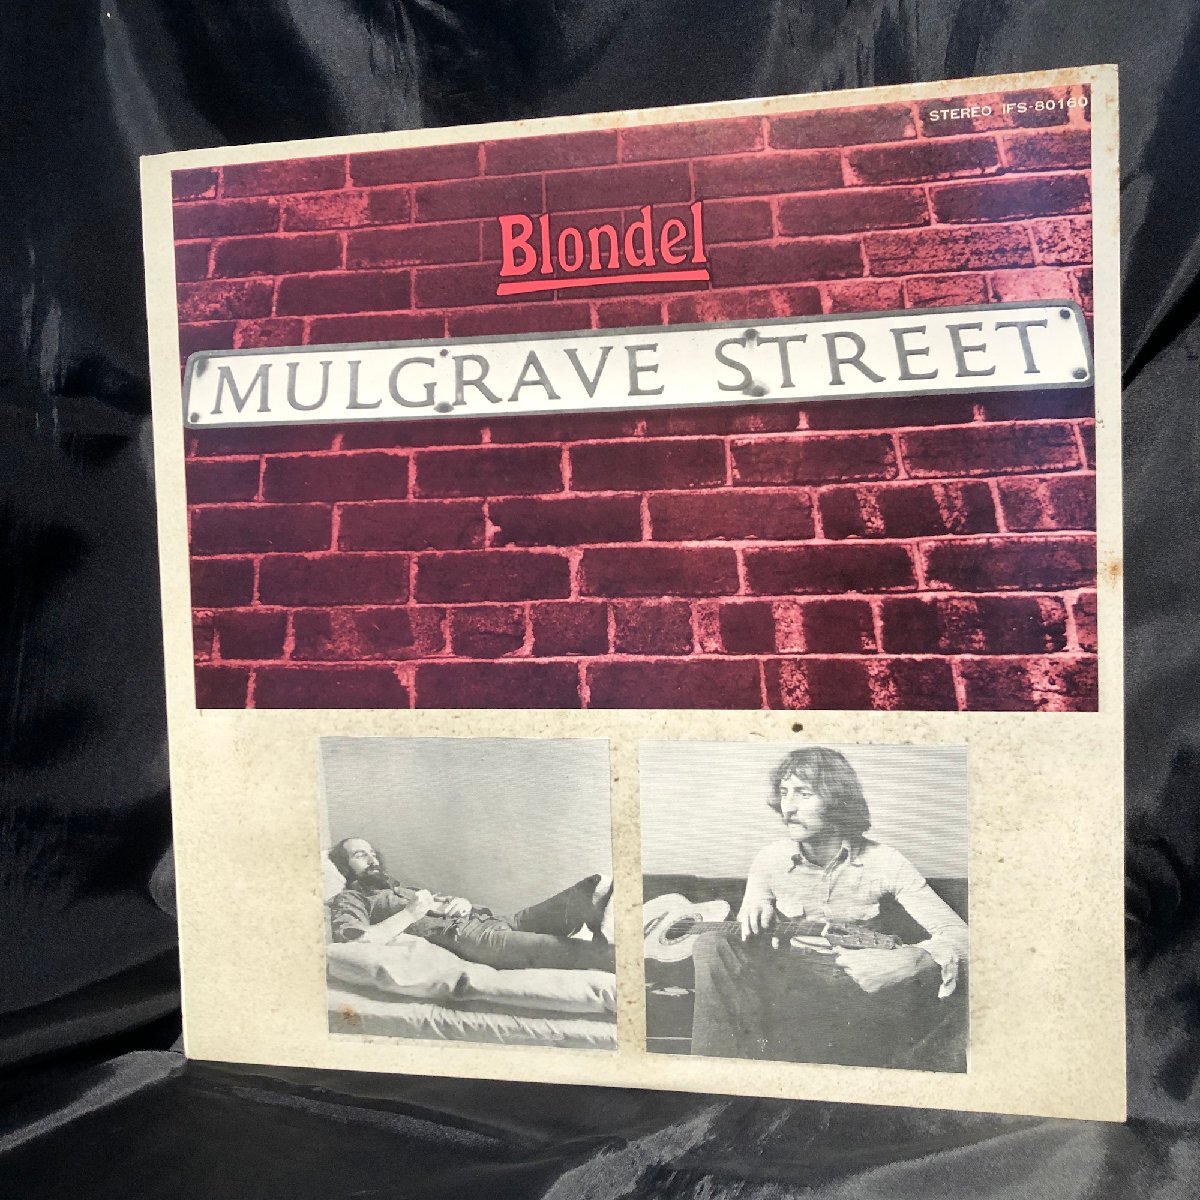 STEREO IFS-80160
Blondel
MULGRAVE STREET